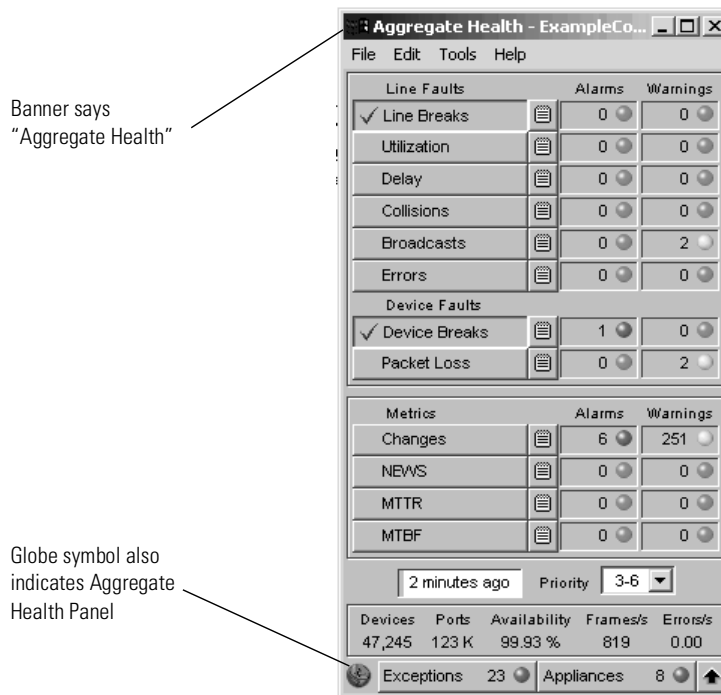 Aggregate Health - ExampleCo...
File Edit Tools Help
Banner says
“Aggregate Health”
Line Faults Alarms Warnings
Line Breaks 0 0
Utilization 0 0
Delay 0 0
Collisions 0 0
Broadcasts 0 2
Errors 0 0
Device Faults
Device Breaks 1 0
Packet Loss 0 2
Metrics Alarms Warnings
Changes 6 251
NEWS 0 0
MTTR 0 0
MTBF 0 0
Globe symbol also
indicates Aggregate
Health Panel
2 minutes ago Priority 3-6
Devices Ports Availability Frames/s Errors/s
47,245 123 K 99.93 % 819 0.00
Exceptions 23 Appliances 8